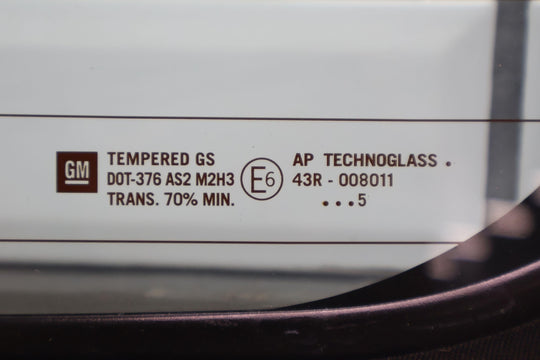 GM
TEMPERED GS
DOT-376 AS2 M2H3
TRANS. 70% MIN.
E6
AP TECHNOGLASS .
43R - 008011
...5